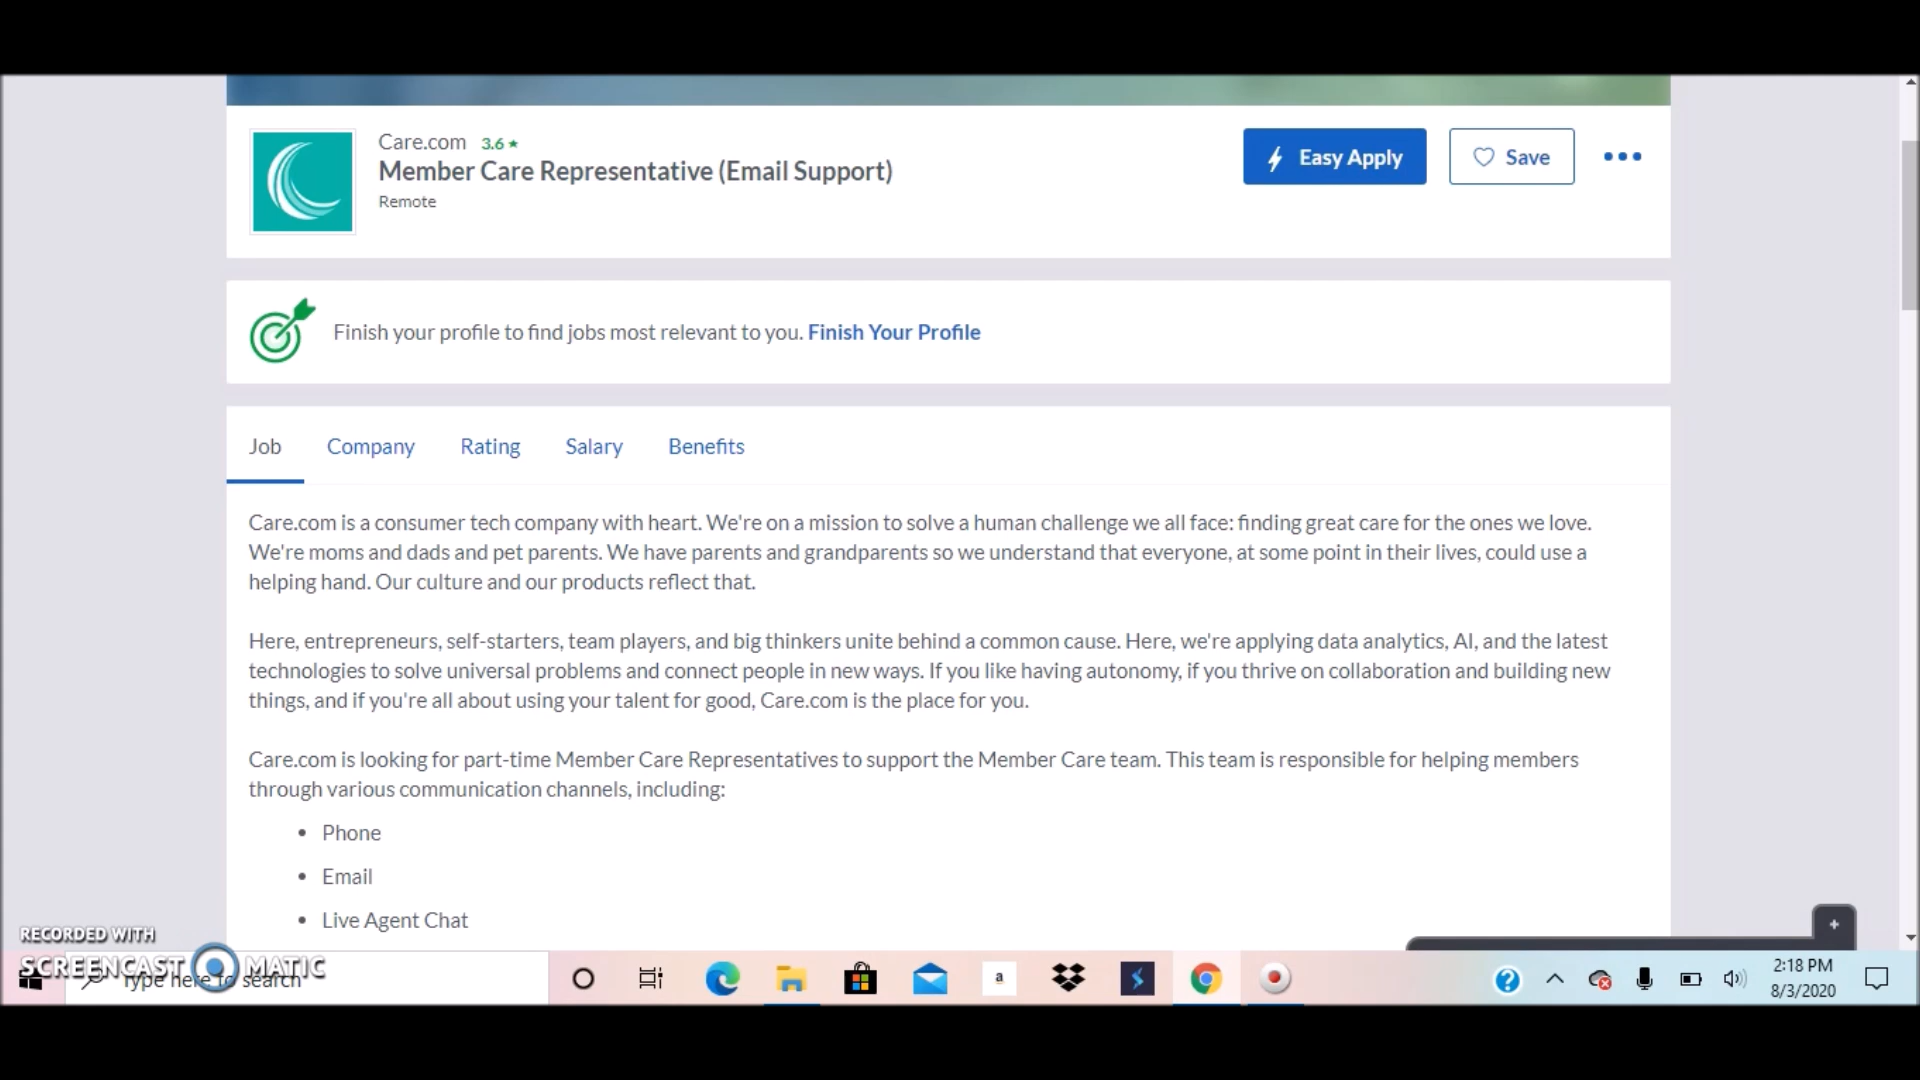 Care.com 3.6 ★
Member Care Representative (Email Support)
Remote
Easy Apply
Save
Finish your profile to find jobs most relevant to you. Finish Your Profile
Job Company Rating Salary Benefits
Care.com is a consumer tech company with heart. We're on a mission to solve a human challenge we all face: finding great care for the ones we love.
We're moms and dads and pet parents. We have parents and grandparents so we understand that everyone, at some point in their lives, could use a
helping hand. Our culture and our products reflect that.
Here, entrepreneurs, self-starters, team players, and big thinkers unite behind a common cause. Here, we're applying data analytics, AI, and the latest
technologies to solve universal problems and connect people in new ways. If you like having autonomy, if you thrive on collaboration and building new
things, and if you're all about using your talent for good, Care.com is the place for you.
Care.com is looking for part-time Member Care Representatives to support the Member Care team. This team is responsible for helping members
through various communication channels, including:
• Phone
• Email
• Live Agent Chat
RECORDED WITH
SCREENCAST MATIC
Type here to search
a
2:18 PM
8/3/2020